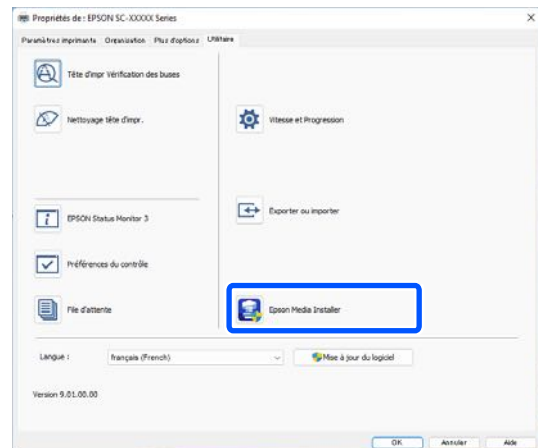 Propriétés de : EPSON SC-XXXXX Series
Paramètres imprimante Organization Plus d'options Utilitaire
Tête d'impr Vérification des buses
Nettoyage tête d'impr.
Vitesse et Progression
EPSON Status Monitor 3
Exporter ou importer
Préférences du contrôle
File d'attente
Epson Media Installer
Langue :
français (French)
Mise à jour du logiciel
Version 9.01.00.00
OK Annuler Aide